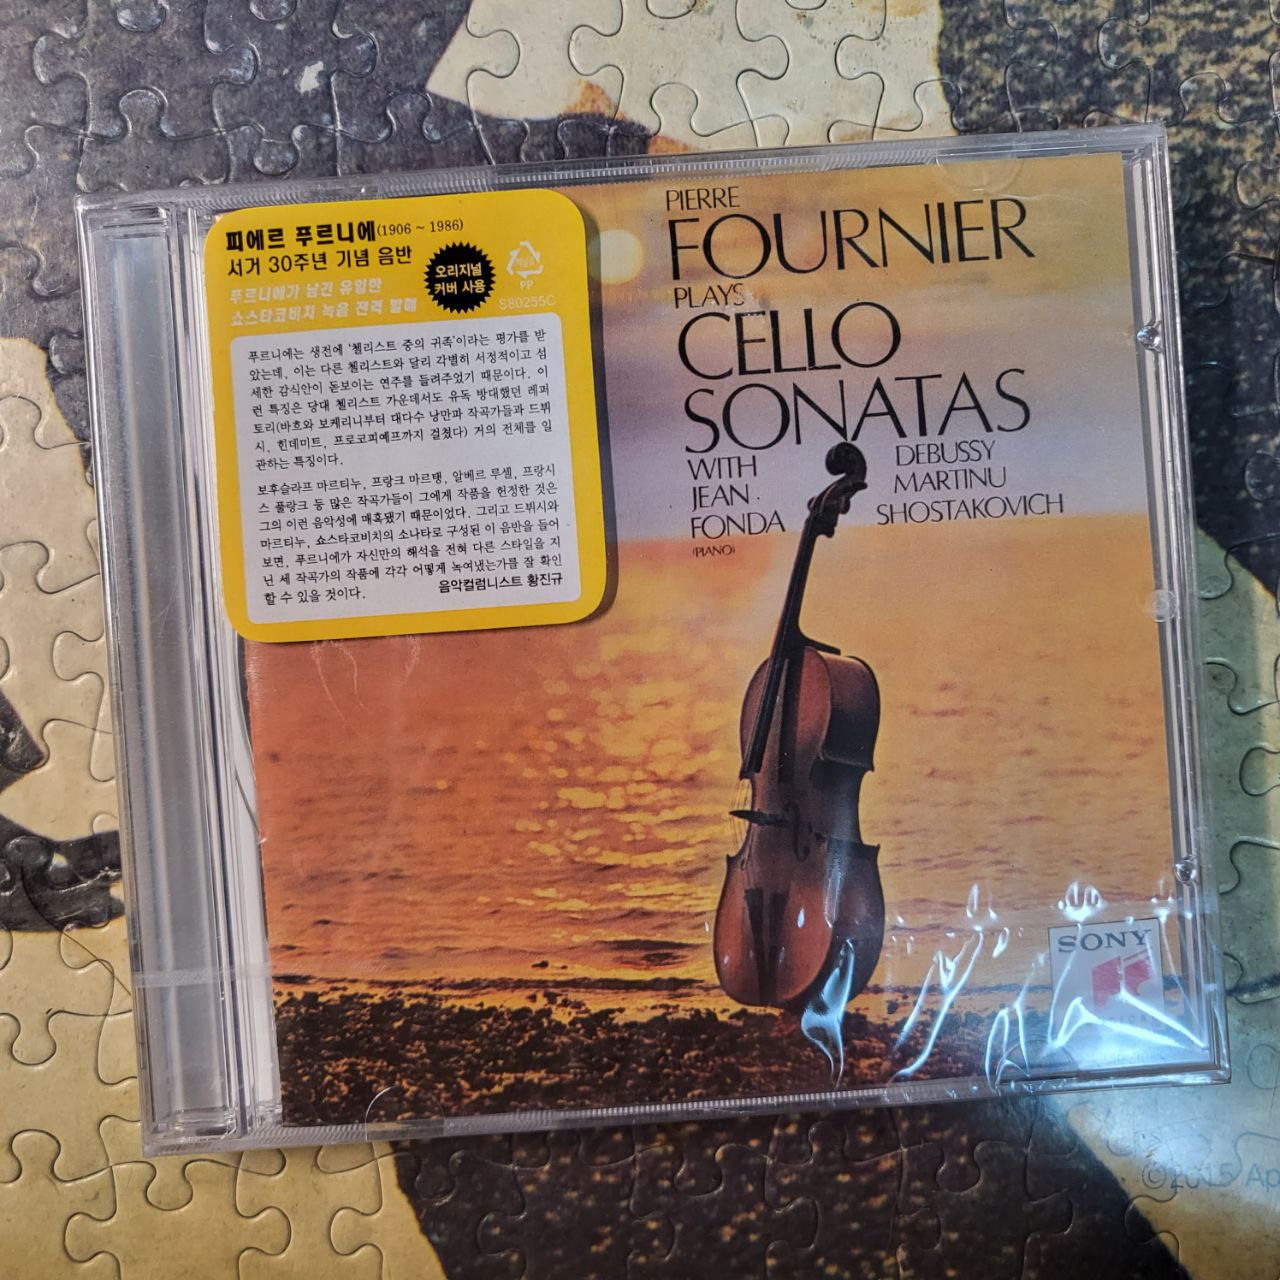 피에르 푸르니에(1906 ~ 1986)
서거 30주년 기념 음반
푸르니에가 남긴 유일한
쇼스타코비치 녹음 전격 발매
오리지널
커버 사용
PP
S80255C
푸르니에는 생전에 '첼리스트 중의 귀족'이라는 평가를 받
았는데, 이는 다른 첼리스트와 달리 각별히 서정적이고 섬
세한 감식안이 돋보이는 연주를 들려주었기 때문이다. 이
런 특징은 당대 첼리스트 가운데서도 유독 방대했던 레퍼
토리(바흐와 보케리니부터 대다수 낭만파 작곡가들과 드뷔
시, 힌데미트, 프로코피예프까지 걸쳤다) 거의 전체를 일
관하는 특징이다.
보후슬라프 마르티누, 프랑크 마르탱, 알베르 루셀, 프랑시
스 풀랑크 등 많은 작곡가들이 그에게 작품을 헌정한 것은
그의 이런 음악성에 매혹됐기 때문이었다. 그리고 드뷔시와
마르티누, 쇼스타코비치의 소나타로 구성된 이 음반을 들어
보면, 푸르니에가 자신만의 해석을 전혀 다른 스타일을 지
닌 세 작곡가의 작품에 각각 어떻게 녹여냈는가를 잘 확인
할 수 있을 것이다.
음악컬럼니스트 황진규
PIERRE
FOURNIER
PLAYS
CELLO
SONATAS
WITH
JEAN
FONDA
(PIANO)
DEBUSSY
MARTINU
SHOSTAKOVICH
SONY
©2015 Ap